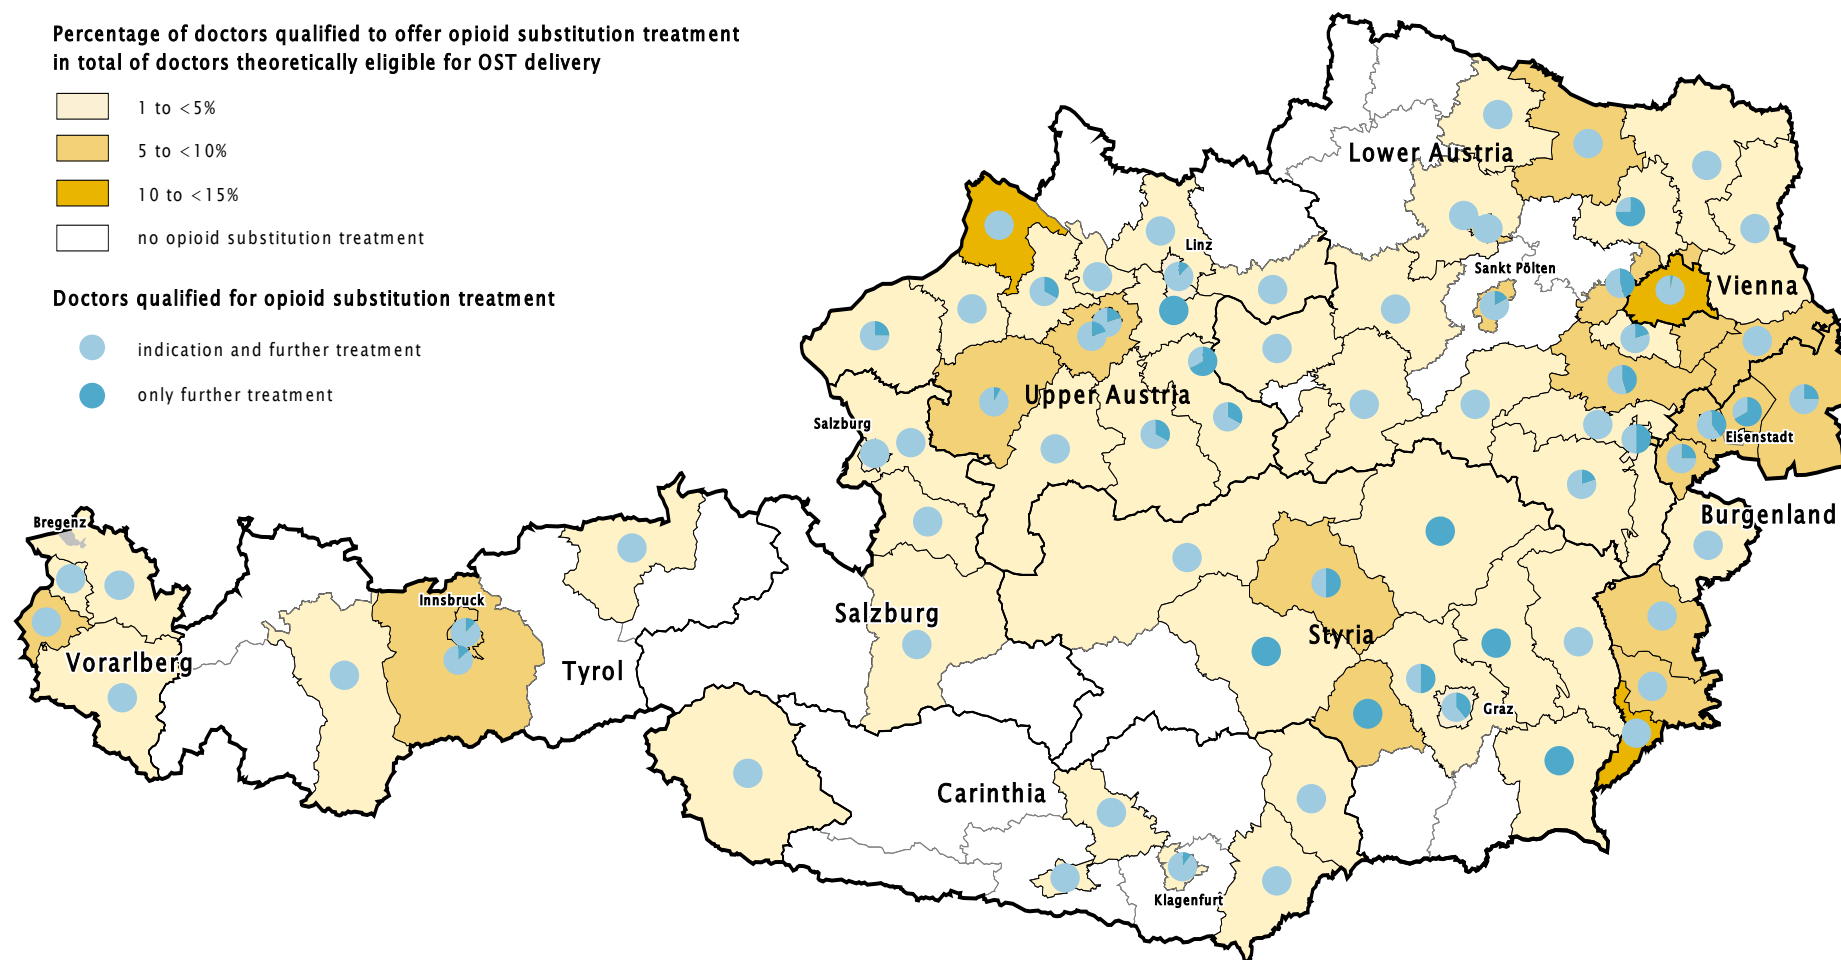 Percentage of doctors qualified to offer opioid substitution treatment
in total of doctors theoretically eligible for OST delivery
1 to <5%
5 to <10%
10 to <15%
no opioid substitution treatment
Doctors qualified for opioid substitution treatment
indication and further treatment
only further treatment
Lower Austria
Linz
Sankt Pölten
Vienna
Upper Austria
Salzburg
Eisenstadt
Burgenland
Bregenz
Innsbruck
Salzburg
Styria
Vorarlberg
Tyrol
Graz
Carinthia
Klagenfurt